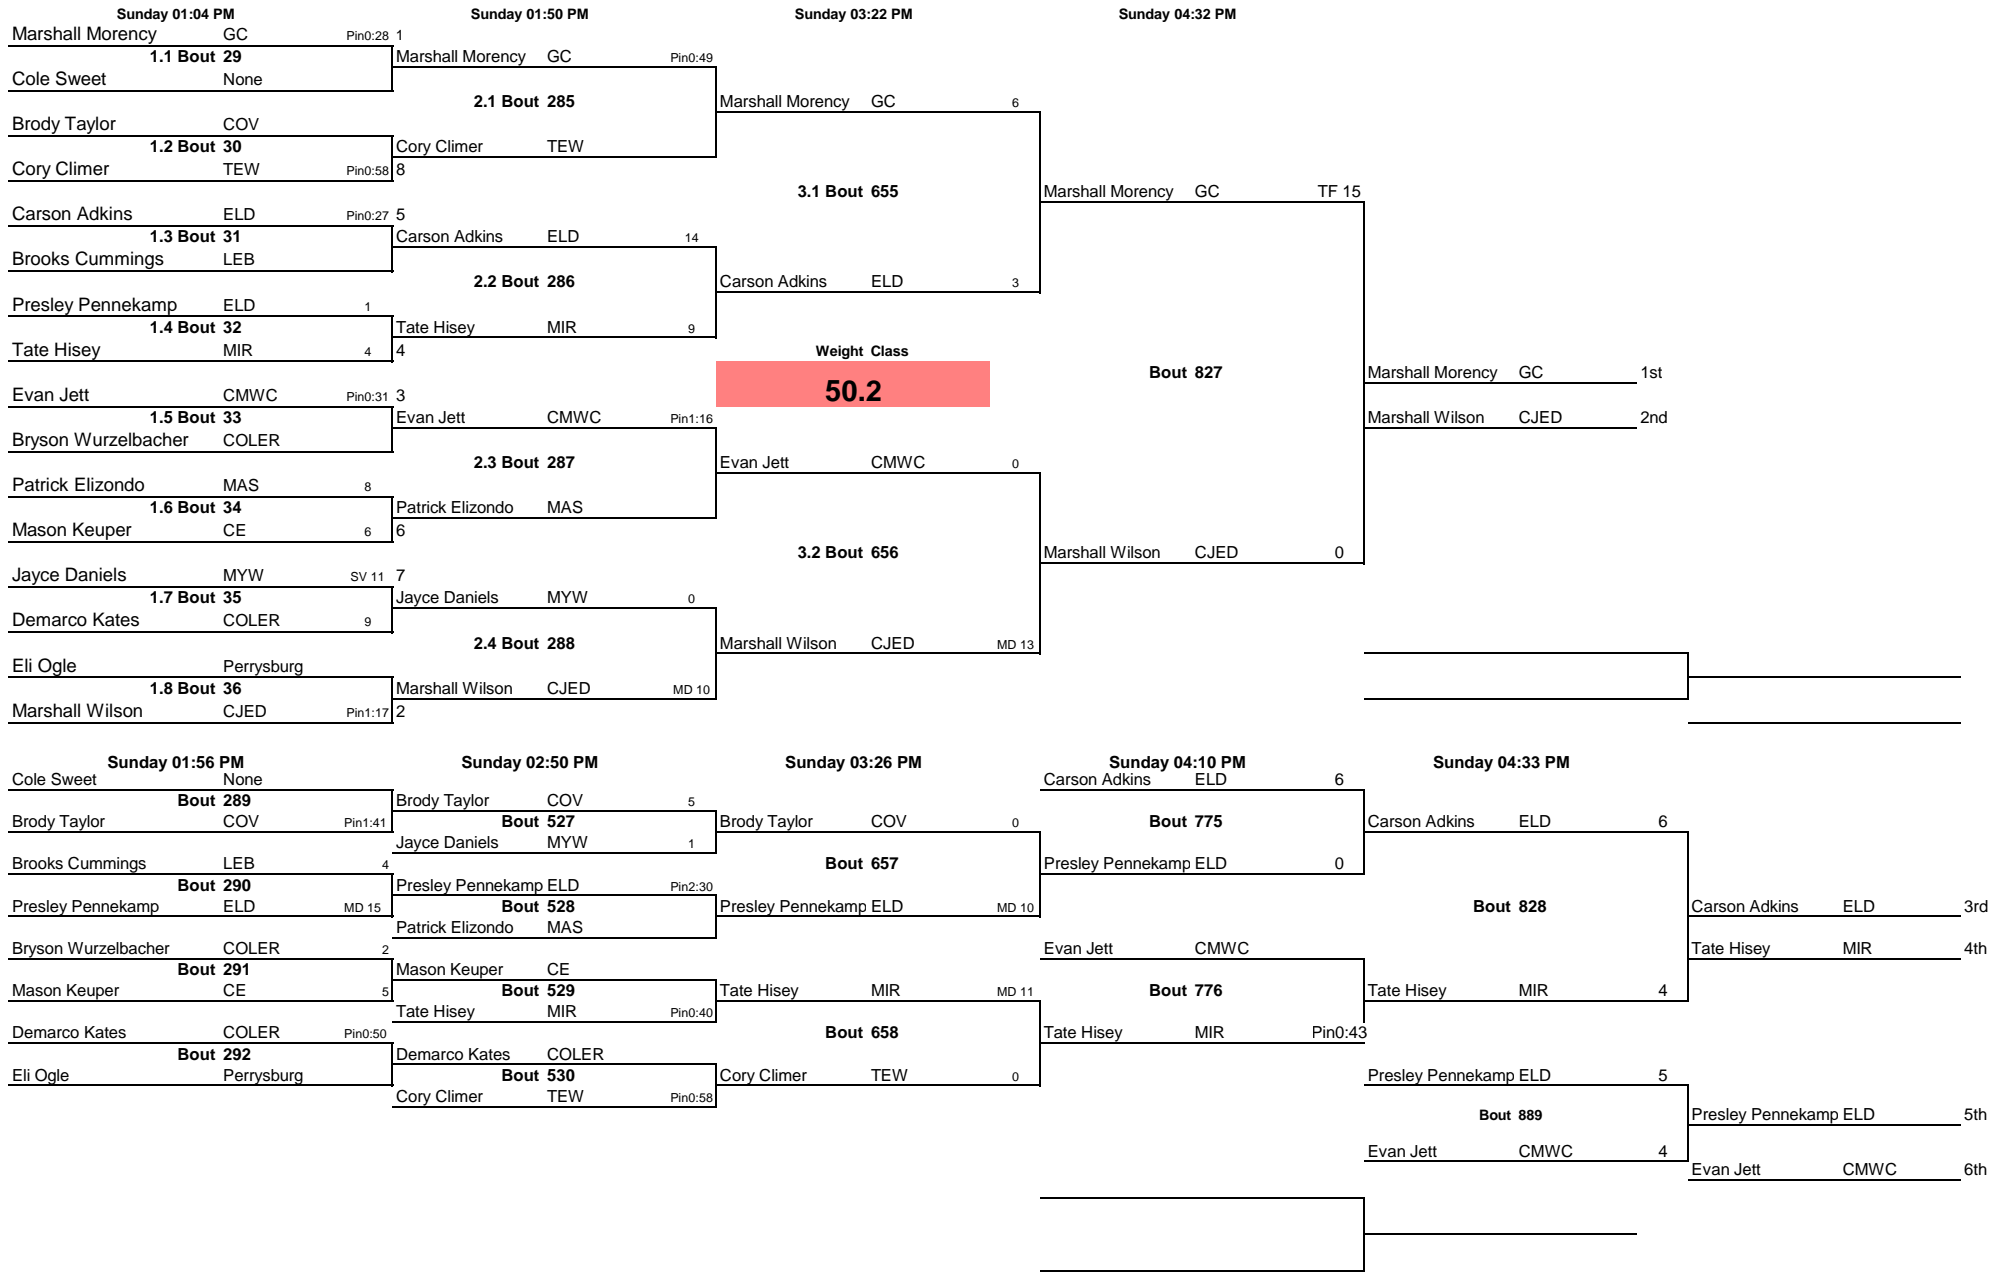 Sunday 01:04 PM Sunday 01:50 PM Sunday 03:22 PM Sunday 04:32 PM
Marshall Morency GC Pin0:28 1
1.1 Bout 29 Marshall Morency GC Pin0:49
Cole Sweet None
2.1 Bout 285 Marshall Morency GC 6
Brody Taylor COV
1.2 Bout 30 Cory Climer TEW
Cory Climer TEW Pin0:58 8
3.1 Bout 655 Marshall Morency GC TF 15
Carson Adkins ELD Pin0:27 5
1.3 Bout 31 Carson Adkins ELD 14
Brooks Cummings LEB
2.2 Bout 286 Carson Adkins ELD 3
Presley Pennekamp ELD 1
1.4 Bout 32 Tate Hisey MIR 9
Tate Hisey MIR 4 4 Weight Class
Bout 827 Marshall Morency GC 1st
Evan Jett CMWC Pin0:31 3 50.2
1.5 Bout 33 Evan Jett CMWC Pin1:16 Marshall Wilson CJED 2nd
Bryson Wurzelbacher COLER
2.3 Bout 287 Evan Jett CMWC 0
Patrick Elizondo MAS 8
1.6 Bout 34 Patrick Elizondo MAS
Mason Keuper CE 6 6
3.2 Bout 656 Marshall Wilson CJED 0
Jayce Daniels MYW SV 11 7
1.7 Bout 35 Jayce Daniels MYW 0
Demarco Kates COLER 9
2.4 Bout 288 Marshall Wilson CJED MD 13
Eli Ogle Perrysburg
1.8 Bout 36 Marshall Wilson CJED MD 10
Marshall Wilson CJED Pin1:17 2
Sunday 01:56 PM Sunday 02:50 PM Sunday 03:26 PM Sunday 04:10 PM Sunday 04:33 PM
Cole Sweet None Carson Adkins ELD 6
Bout 289 Brody Taylor COV 5
Brody Taylor COV Pin1:41 Bout 527 Brody Taylor COV 0 Bout 775 Carson Adkins ELD 6
Jayce Daniels MYW 1
Brooks Cummings LEB 4 Bout 657 Presley Pennekamp ELD 0
Bout 290 Presley Pennekamp ELD Pin2:30
Presley Pennekamp ELD MD 15 Bout 528 Presley Pennekamp ELD MD 10 Bout 828 Carson Adkins ELD 3rd
Patrick Elizondo MAS
Bryson Wurzelbacher COLER 2 Evan Jett CMWC Tate Hisey MIR 4th
Bout 291 Mason Keuper CE
Mason Keuper CE 5 Bout 529 Tate Hisey MIR MD 11 Bout 776 Tate Hisey MIR 4
Tate Hisey MIR Pin0:40
Demarco Kates COLER Pin0:50 Bout 658 Tate Hisey MIR Pin0:43
Bout 292 Demarco Kates COLER
Eli Ogle Perrysburg Bout 530 Cory Climer TEW 0 Presley Pennekamp ELD 5
Cory Climer TEW Pin0:58
Bout 889 Presley Pennekamp ELD 5th
Evan Jett CMWC 4
Evan Jett CMWC 6th